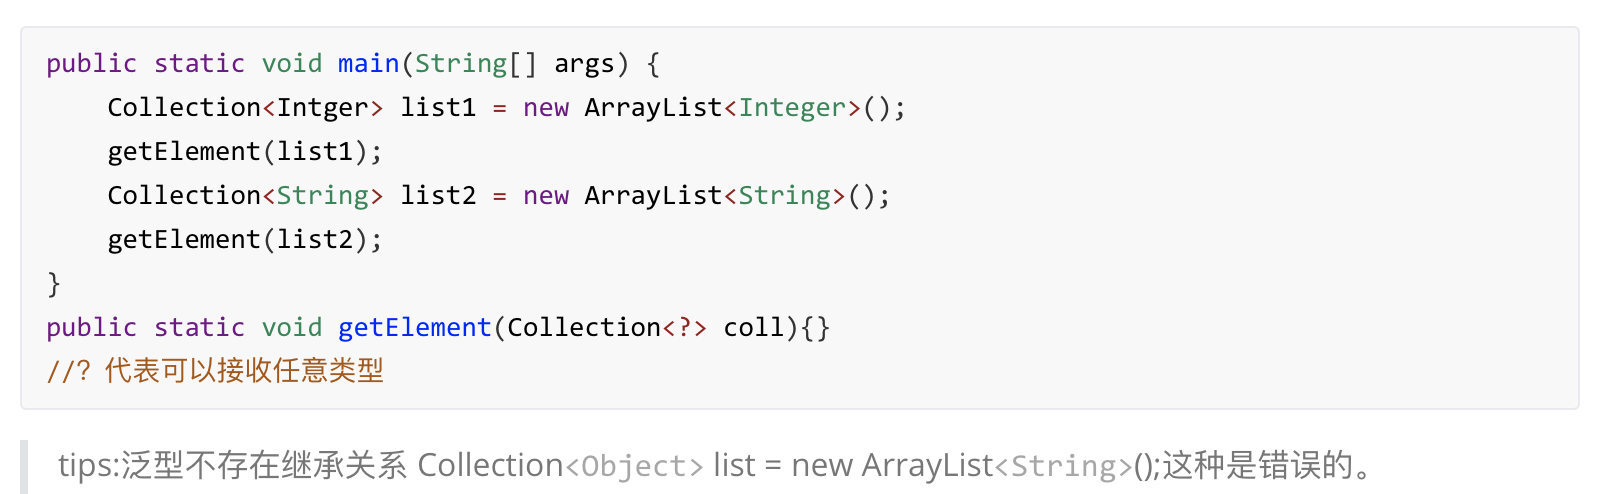 public static void main(String[] args) {
    Collection<Intger> list1 = new ArrayList<Integer>();
    getElement(list1);
    Collection<String> list2 = new ArrayList<String>();
    getElement(list2);
}
public static void getElement(Collection<?> coll){}
//? 代表可以接收任意类型
tips:泛型不存在继承关系 Collection<Object> list = new ArrayList<String>();这种是错误的。